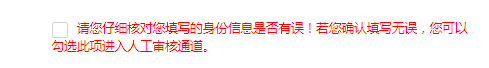 请您仔细核对您填写的身份信息是否有误！若您确认填写无误，您可以
勾选此项进入人工审核通道。